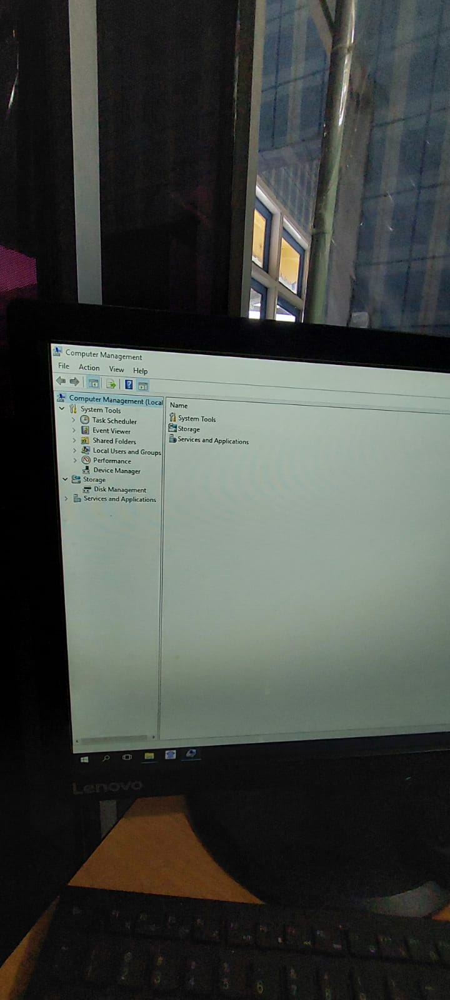 Computer Management
File Action View Help
Computer Management (Local
System Tools
Task Scheduler
Event Viewer
Shared Folders
Local Users and Groups
Performance
Device Manager
Storage
Disk Management
Services and Applications
Name
System Tools
Storage
Services and Applications
Lenovo